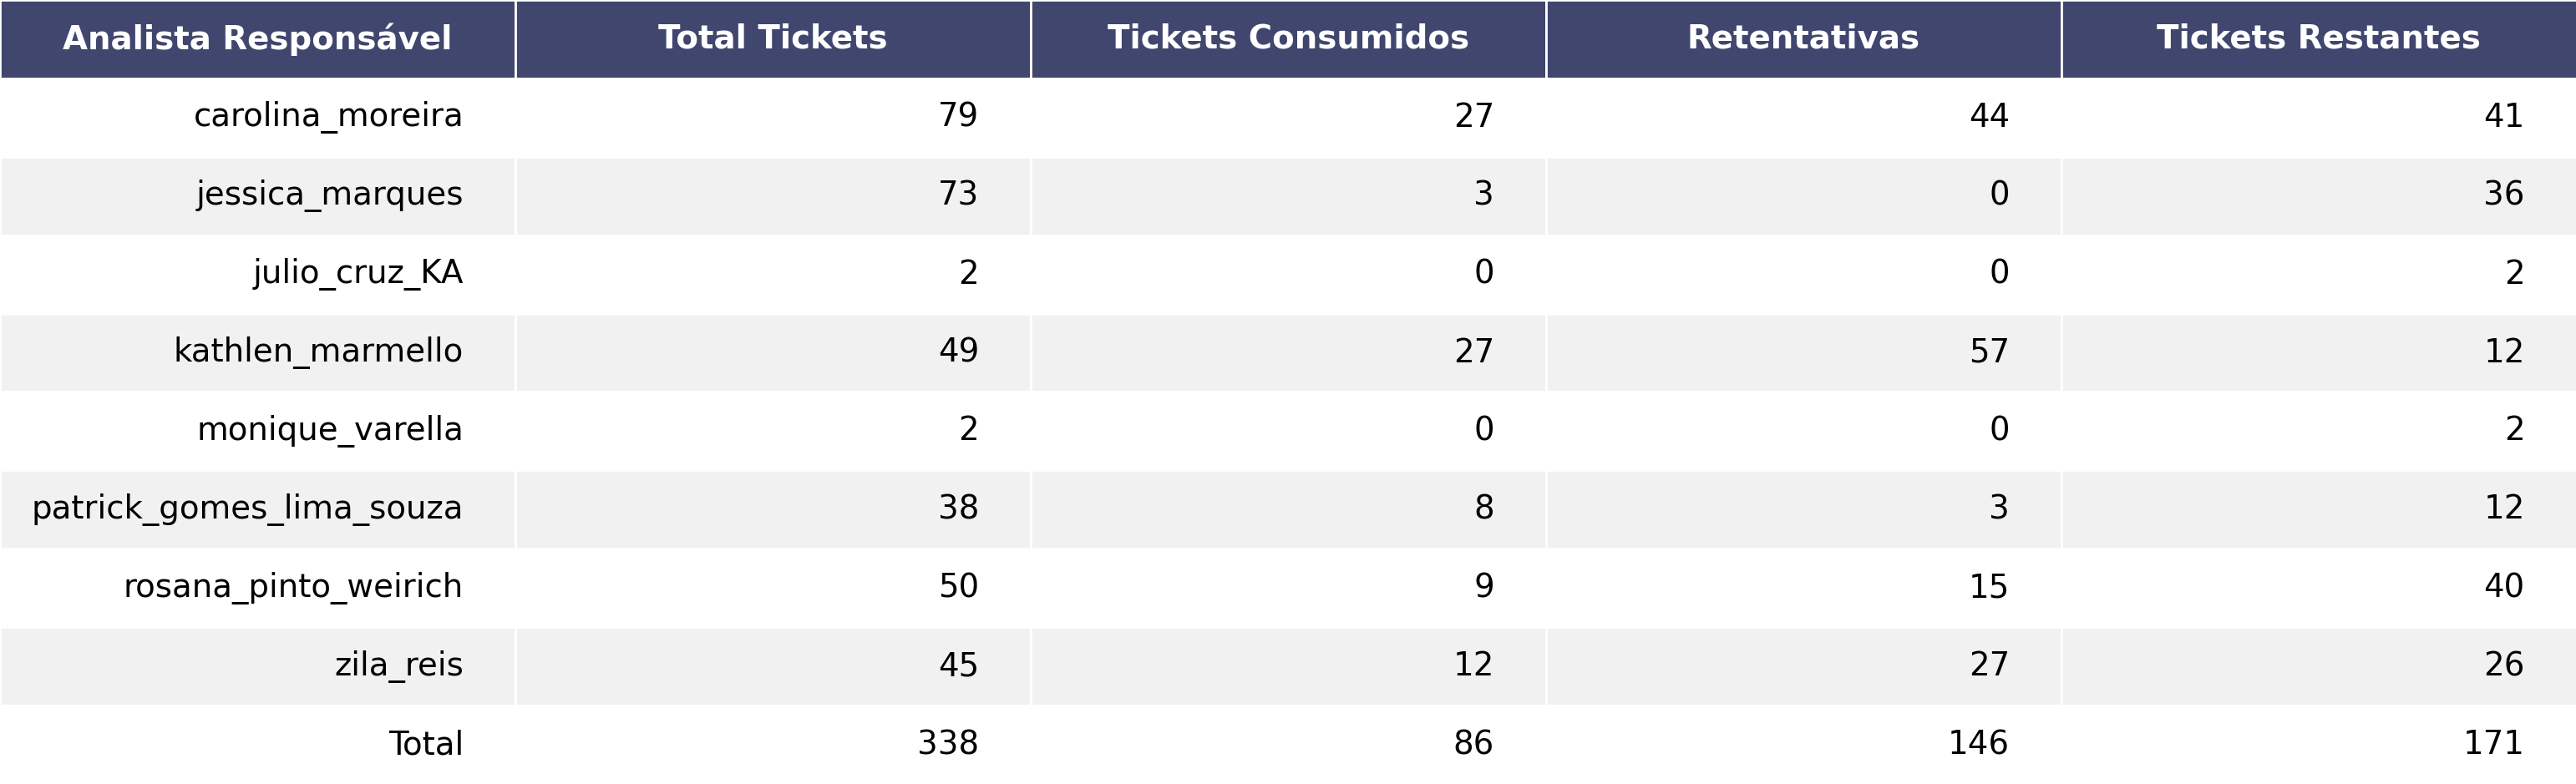 Analista Responsável Total Tickets Tickets Consumidos Retentativas Tickets Restantes
carolina_moreira 79 27 44 41
jessica_marques 73 3 0 36
julio_cruz_KA 2 0 0 2
kathlen_marmello 49 27 57 12
monique_varella 2 0 0 2
patrick_gomes_lima_souza 38 8 3 12
rosana_pinto_weirich 50 9 15 40
zila_reis 45 12 27 26
Total 338 86 146 171